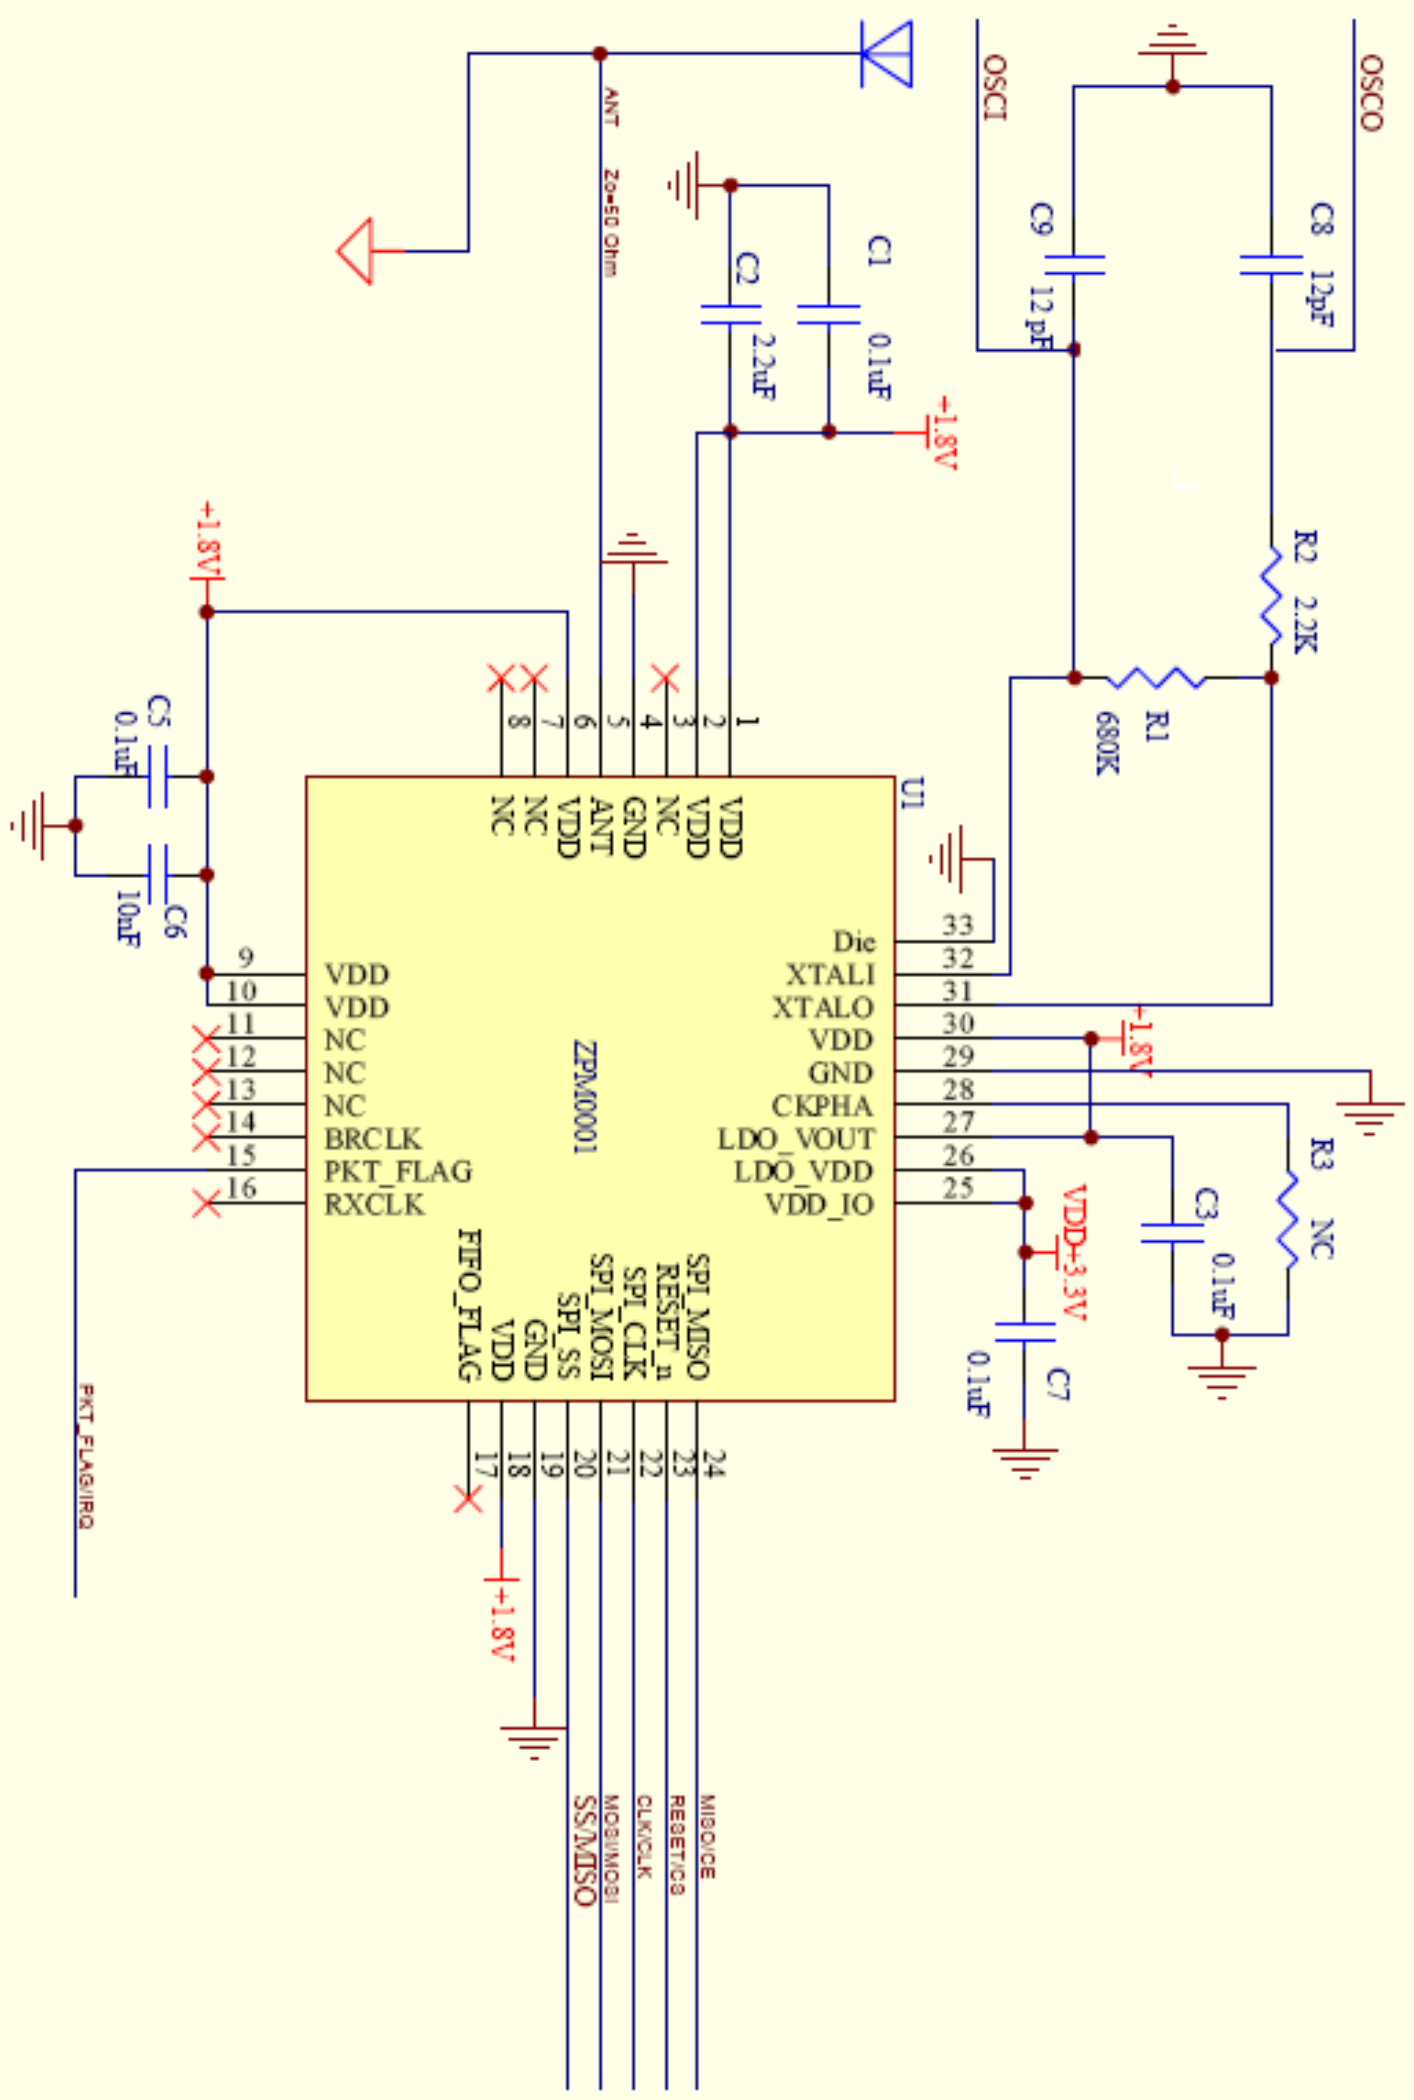 OSCI
OSCO
ANT Zo=50 Ohm
C9
12 pF
C8
12pF
C2
2.2uF
C1
0.1uF
+1.8V
R2 2.2K
R1
680K
+1.8V
C5
0.1uF
C6
10nF
U1
8
7
6
5
4
3
2
1
NC
NC
VDD
ANT
GND
NC
VDD
VDD
33
Die
32
XTALI
31
XTALO
30
VDD
29
GND
28
CKPHA
27
LDO_VOUT
26
LDO_VDD
25
VDD_IO
9
VDD
10
VDD
11
NC
12
NC
13
NC
14
BRCLK
15
PKT_FLAG
16
RXCLK
ZPM0001
+1.8V
R3 NC
C3
0.1uF
VDD+3.3V
C7
0.1uF
FIFO_FLAG
VDD
GND
SPI_SS
SPI_MOSI
SPI_CLK
RESET_n
SPI_MISO
17
18
19
20
21
22
23
24
PKT_FLAG/IRQ
+1.8V
SS/MISO
MOSI/MOSI
CLK/CLK
RESET/CS
MISO/CE